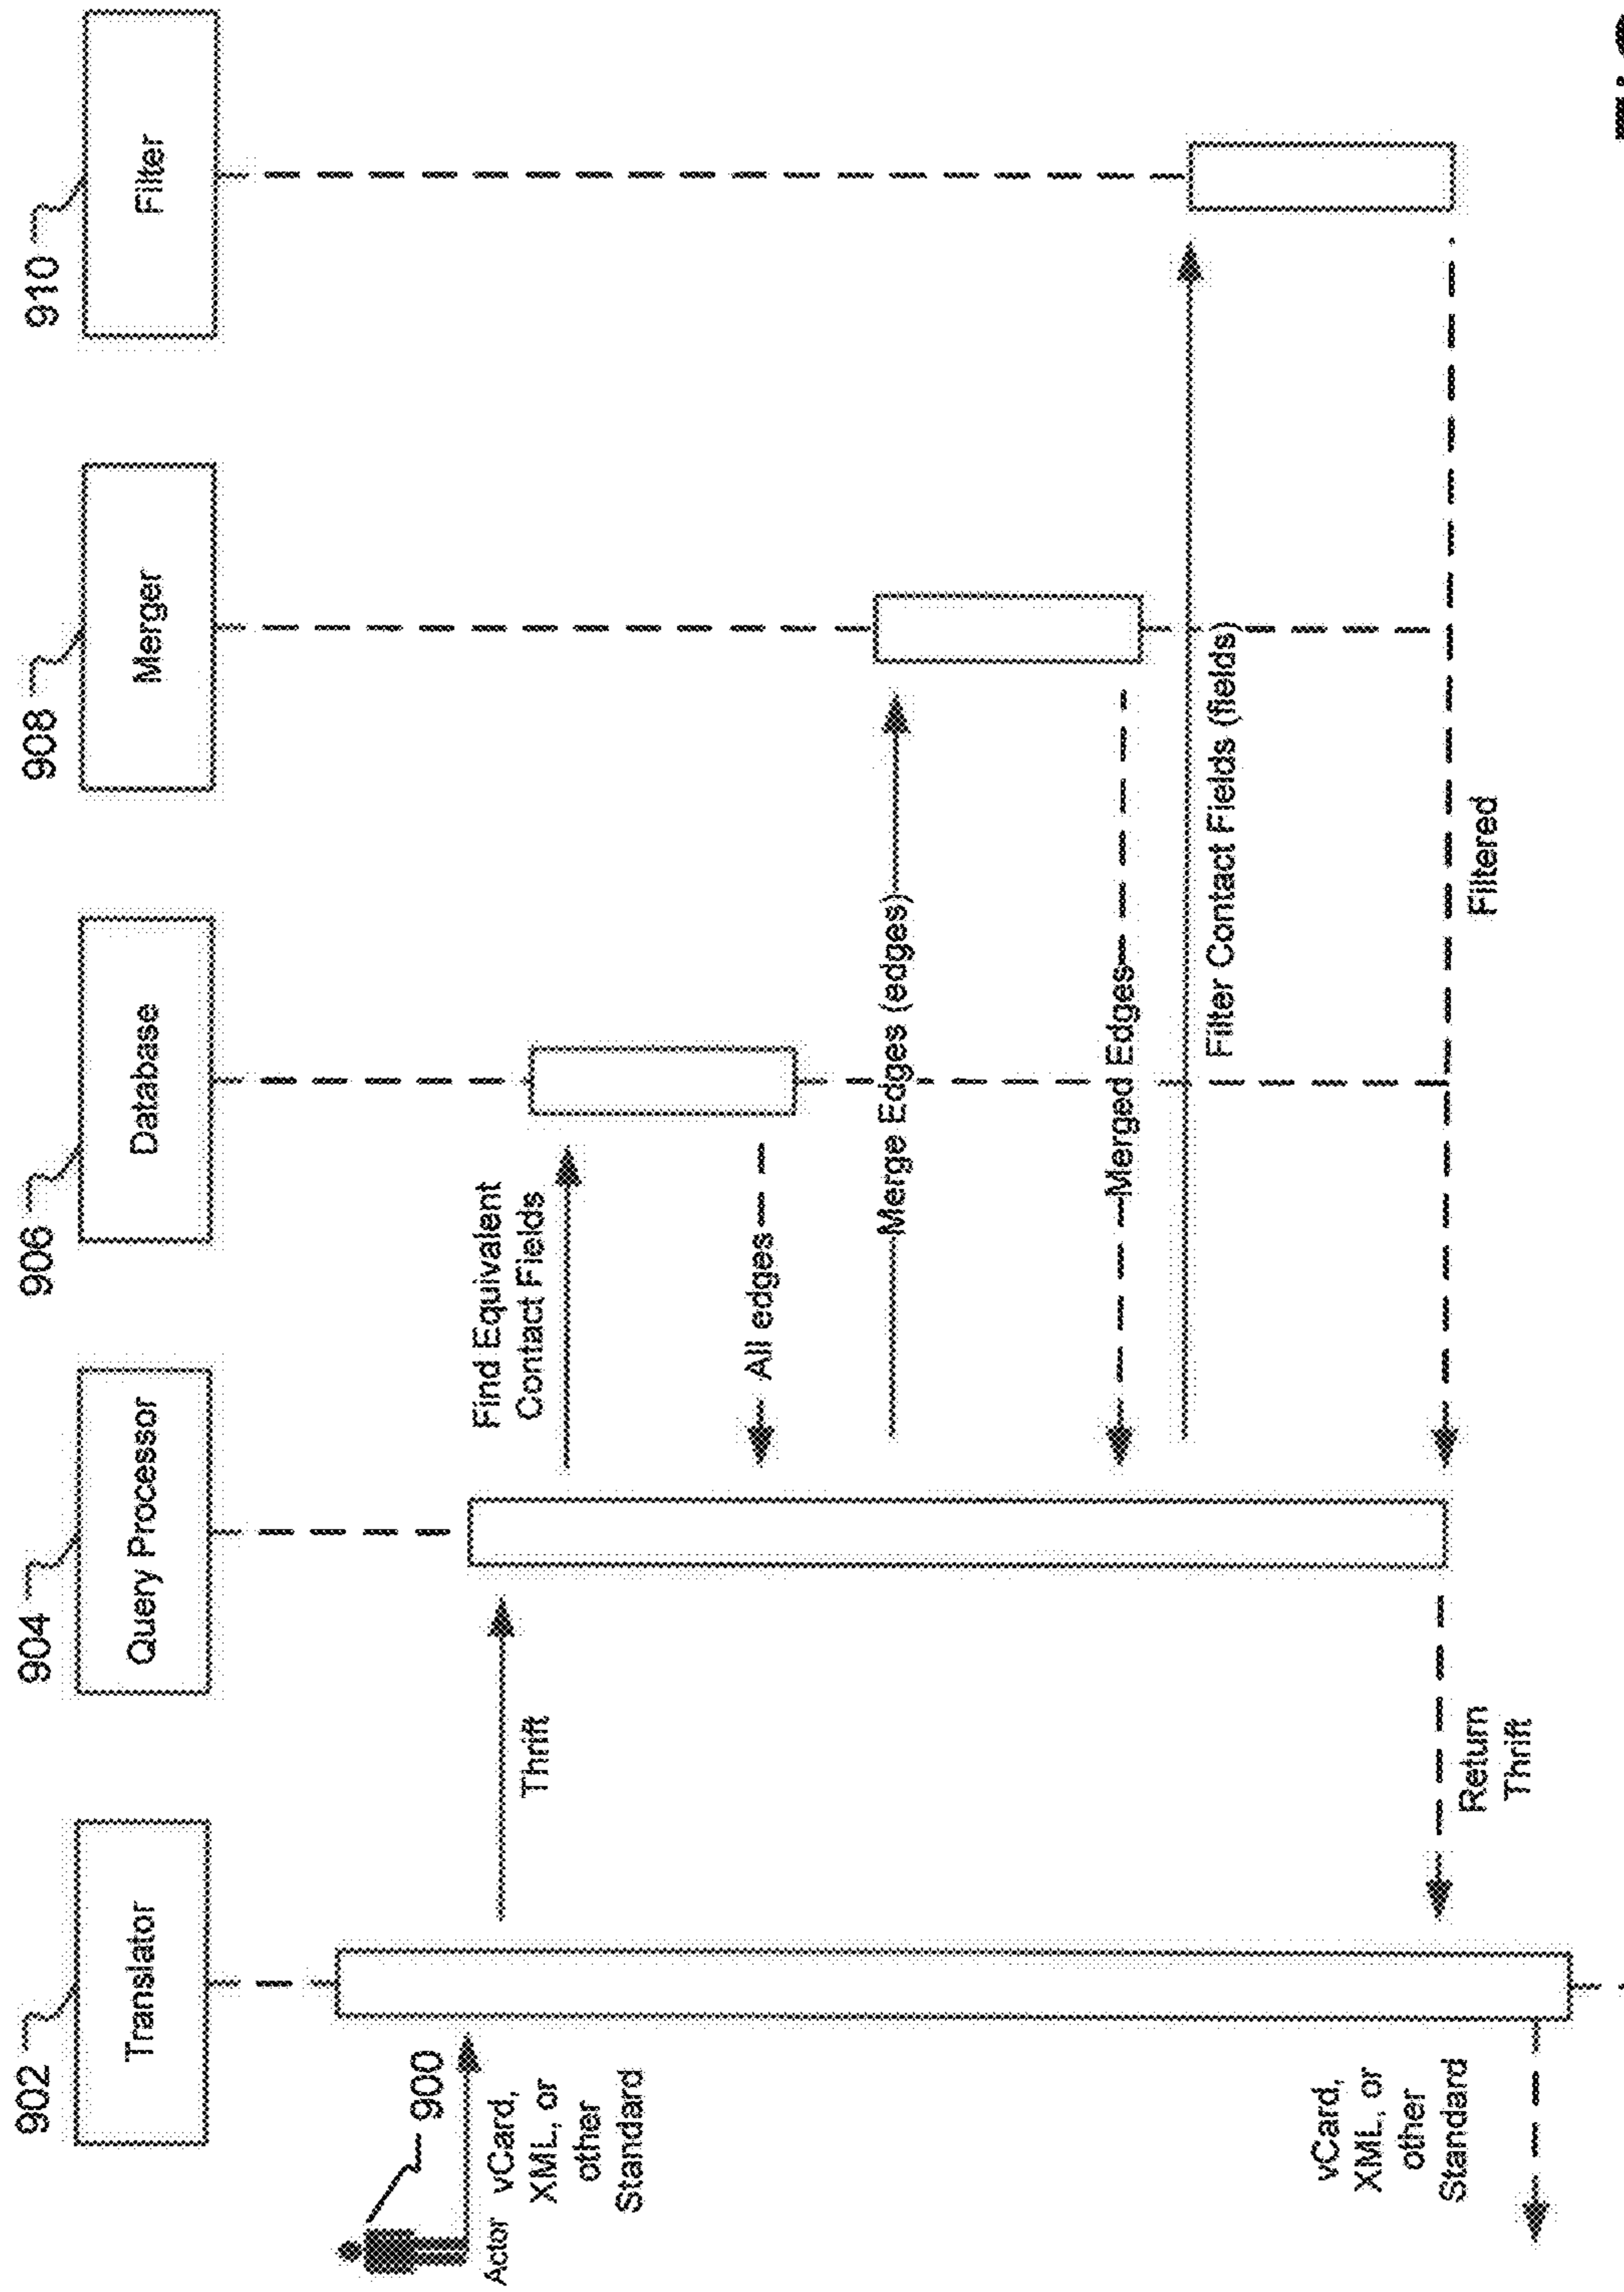 902
904
906
908
910
Translator
Query Processor
Database
Merger
Filter
900
Actor
vCard,
XML, or
other
Standard
Thrift
Find Equivalent
Contact Fields
All edges
Merge Edges (edges)
Merged Edges
Filter Contact Fields (fields)
Filtered
Return
Thrift
vCard,
XML, or
other
Standard